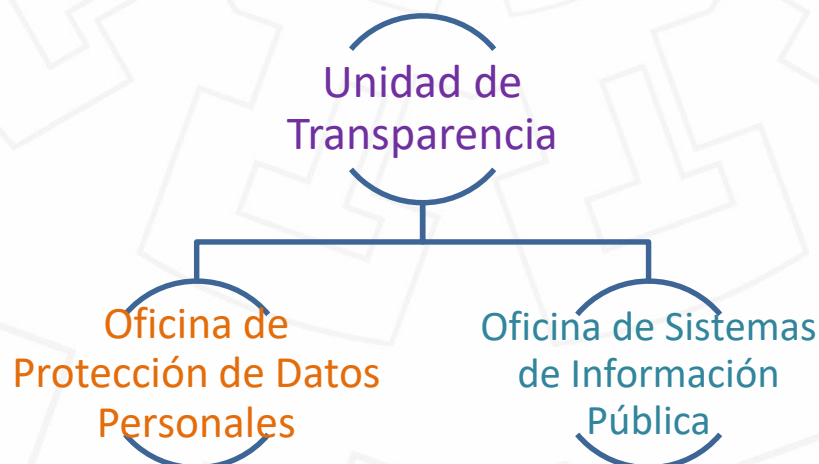 Unidad de
Transparencia
Oficina de
Protección de Datos
Personales
Oficina de Sistemas
de Información
Pública